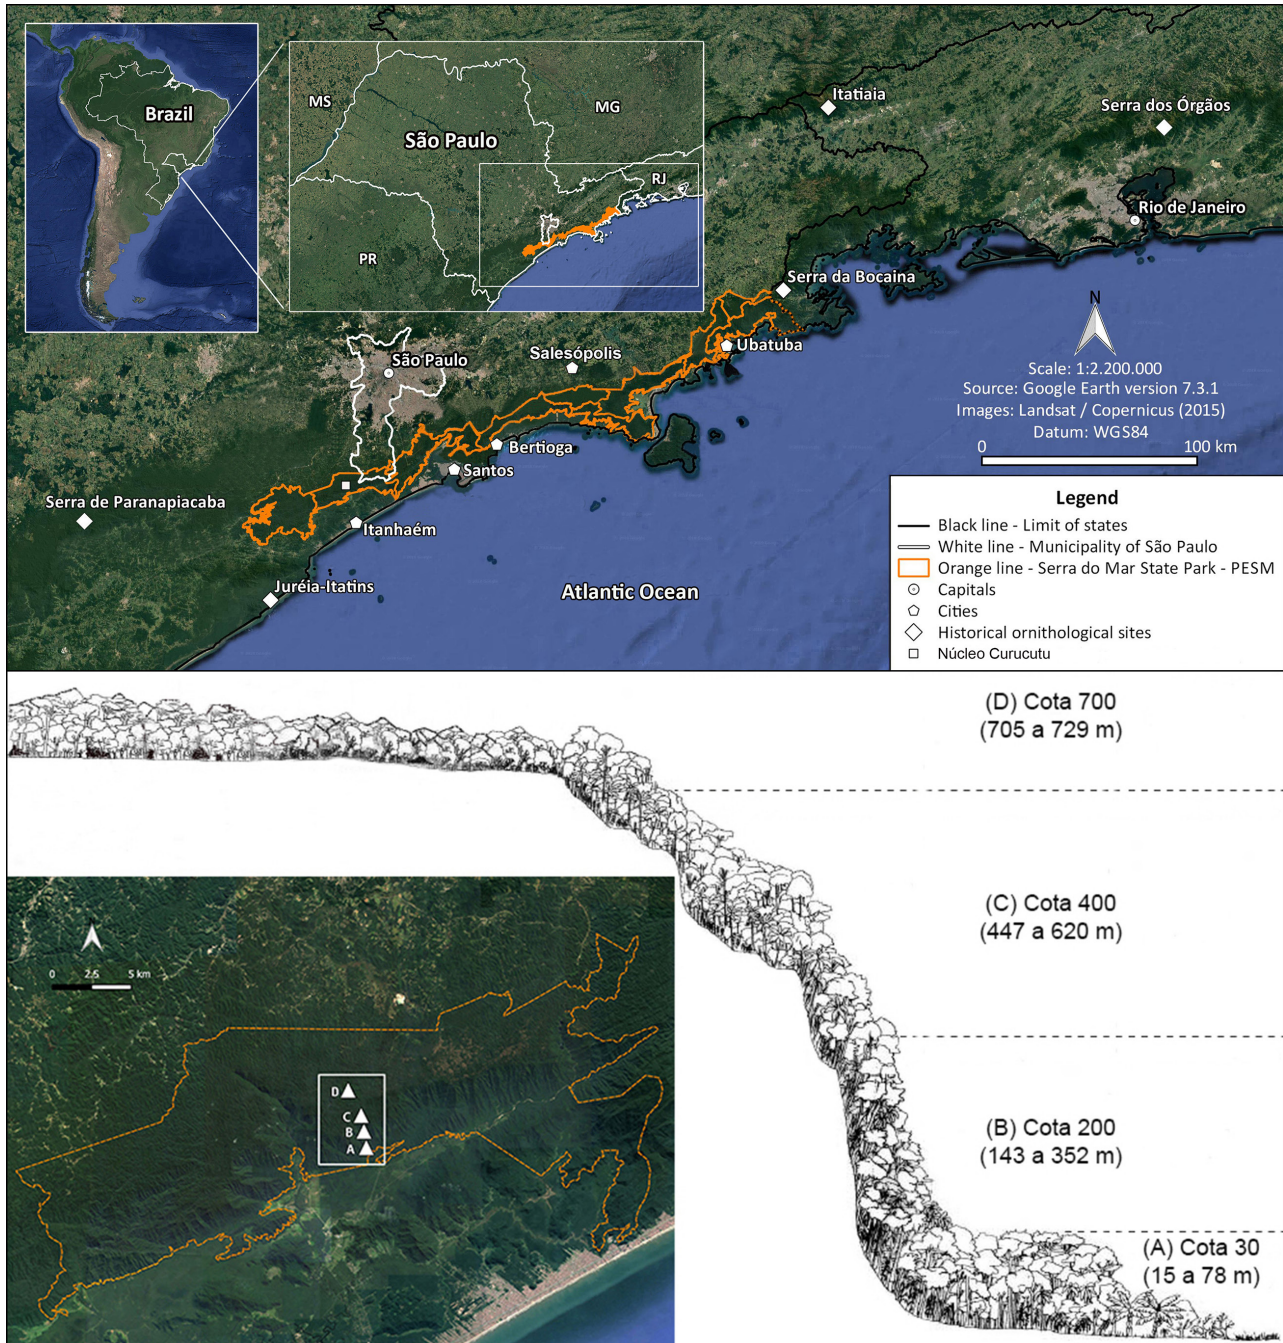 Brazil
MS
MG
São Paulo
RJ
PR
Itatiaia
Serra dos Órgãos
Rio de Janeiro
Serra da Bocaina
Ubatuba
São Paulo
Salesópolis
Bertioga
Santos
Serra de Paranapiacaba
Itanhaém
Juréia-Itatins
Atlantic Ocean
N
Scale: 1:2.200.000
Source: Google Earth version 7.3.1
Images: Landsat / Copernicus (2015)
Datum: WGS84
0 100 km
Legend
Black line - Limit of states
White line - Municipality of São Paulo
Orange line - Serra do Mar State Park - PESM
Capitals
Cities
Historical ornithological sites
Núcleo Curucutu
(D) Cota 700
(705 a 729 m)
(C) Cota 400
(447 a 620 m)
(B) Cota 200
(143 a 352 m)
(A) Cota 30
(15 a 78 m)
0 2.5 5 km
D
C
B
A